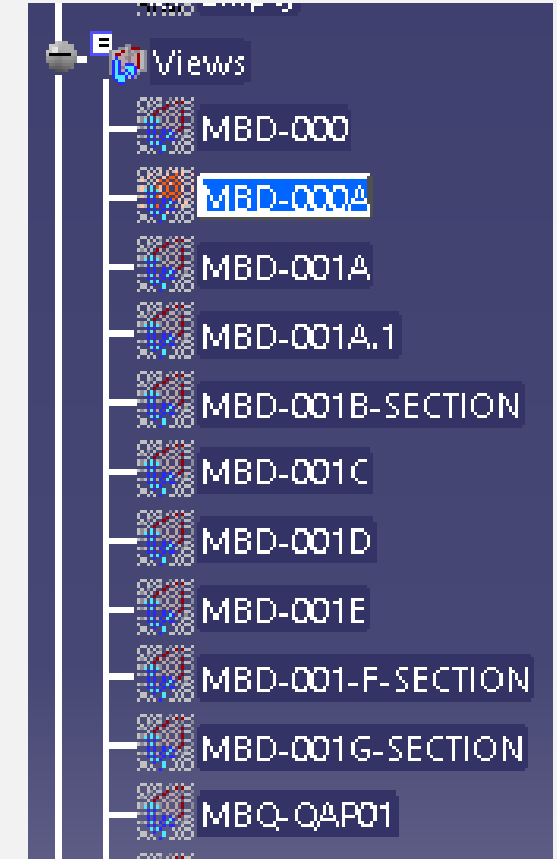 Empty
Views
MBD-000
MBD-000A
MBD-001A
MBD-001A.1
MBD-001B-SECTION
MBD-001C
MBD-001D
MBD-001E
MBD-001-F-SECTION
MBD-001G-SECTION
MBQ-QAP01